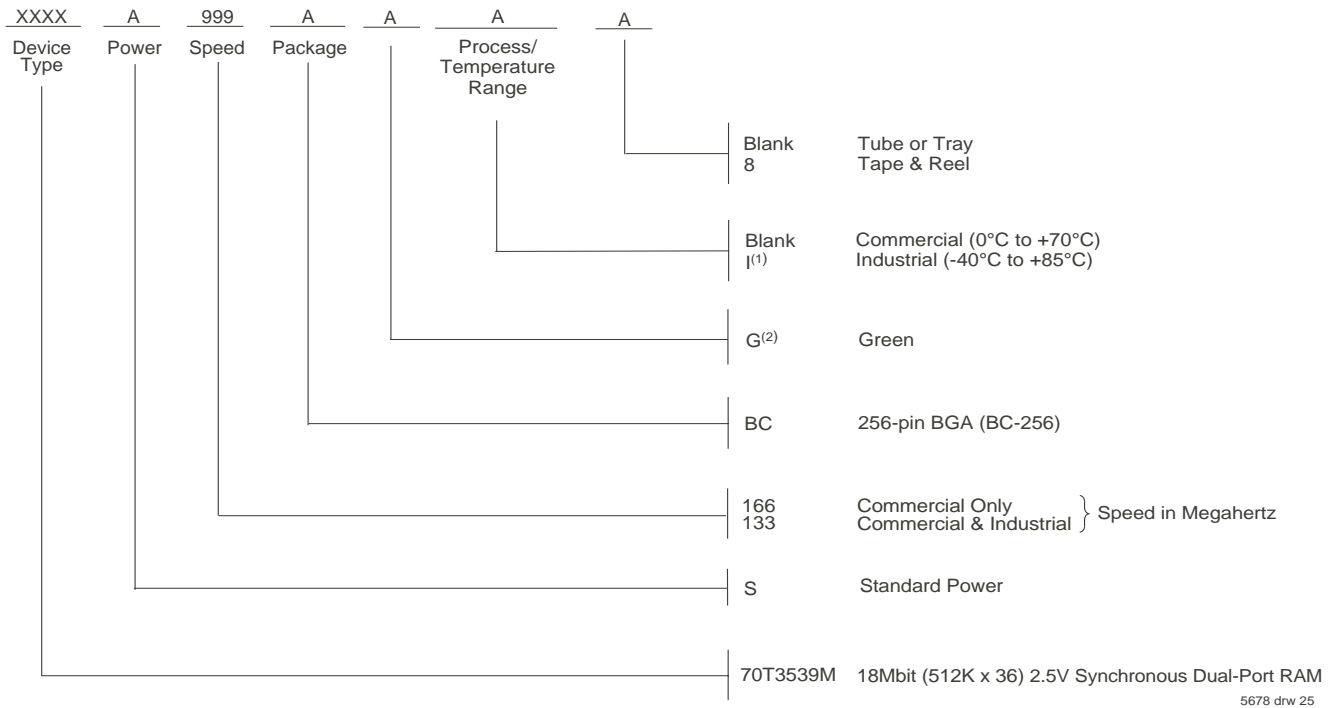 XXXX A 999 A A A A
Device Type Power Speed Package Process/ Temperature Range
Blank Tube or Tray
8 Tape & Reel
Blank Commercial (0°C to +70°C)
I(1) Industrial (-40°C to +85°C)
G(2) Green
BC 256-pin BGA (BC-256)
166 Commercial Only
133 Commercial & Industrial
Speed in Megahertz
S Standard Power
70T3539M 18Mbit (512K x 36) 2.5V Synchronous Dual-Port RAM
5678 drw 25